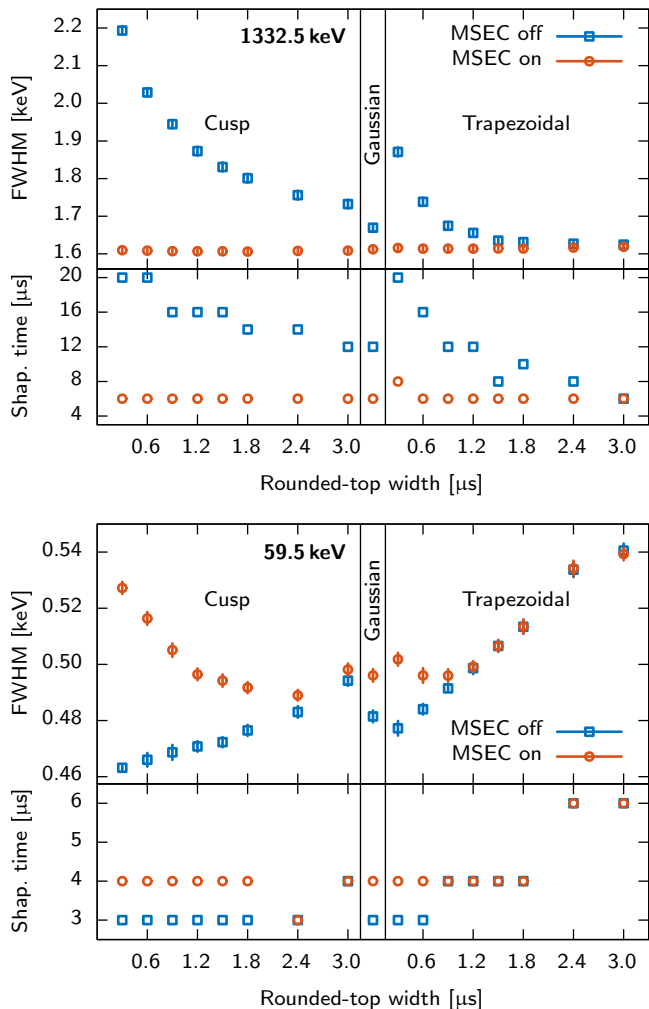 1332.5 keV
MSEC off
MSEC on
Cusp
Gaussian
Trapezoidal
FWHM [keV]
2.2
2.1
2.0
1.9
1.8
1.7
1.6
Shap. time [μs]
20
16
12
8
4
0.6 1.2 1.8 2.4 3.0 0.6 1.2 1.8 2.4 3.0
Rounded-top width [μs]
59.5 keV
Cusp
Gaussian
Trapezoidal
MSEC off
MSEC on
FWHM [keV]
0.54
0.52
0.50
0.48
0.46
Shap. time [μs]
6
5
4
3
0.6 1.2 1.8 2.4 3.0 0.6 1.2 1.8 2.4 3.0
Rounded-top width [μs]